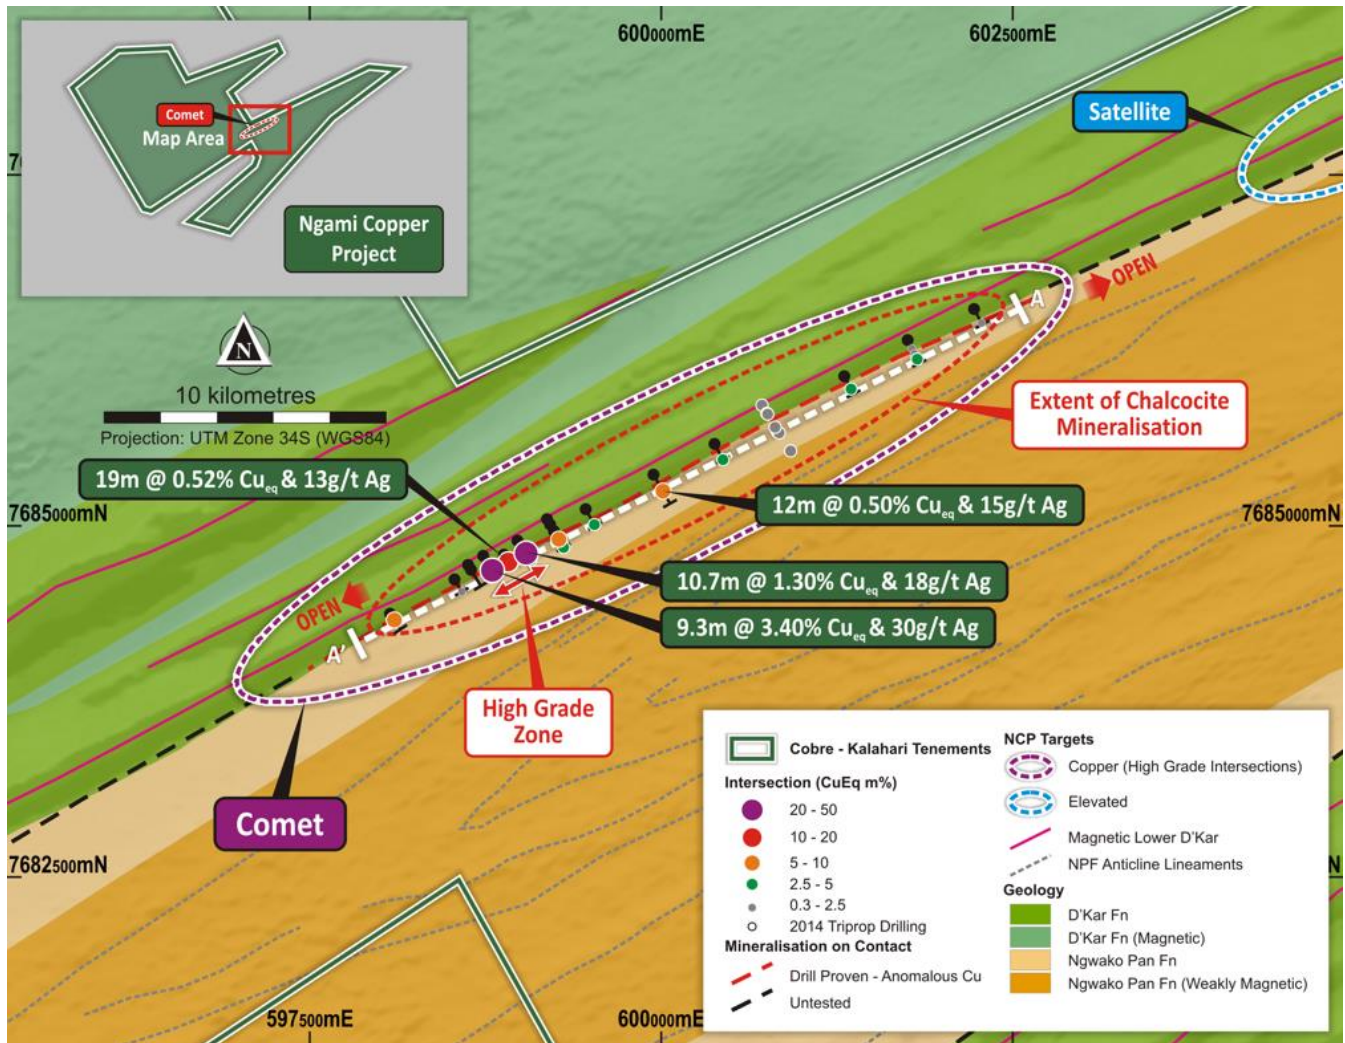 600000mE
602500mE
Comet
Map Area
Ngami Copper
Project
Satellite
OPEN
A
N
10 kilometres
Projection: UTM Zone 34S (WGS84)
Extent of Chalcocite
Mineralisation
19m @ 0.52% Cueq & 13g/t Ag
12m @ 0.50% Cueq & 15g/t Ag
7685000mN
7685000mN
10.7m @ 1.30% Cueq & 18g/t Ag
9.3m @ 3.40% Cueq & 30g/t Ag
OPEN
A'
High Grade
Zone
Comet
7682500mN
N
597500mE
600000mE
Cobre - Kalahari Tenements
Intersection (CuEq m%)
20 - 50
10 - 20
5 - 10
2.5 - 5
0.3 - 2.5
2014 Triprop Drilling
Mineralisation on Contact
Drill Proven - Anomalous Cu
Untested
NCP Targets
Copper (High Grade Intersections)
Elevated
Magnetic Lower D'Kar
NPF Anticline Lineaments
Geology
D'Kar Fn
D'Kar Fn (Magnetic)
Ngwako Pan Fn
Ngwako Pan Fn (Weakly Magnetic)